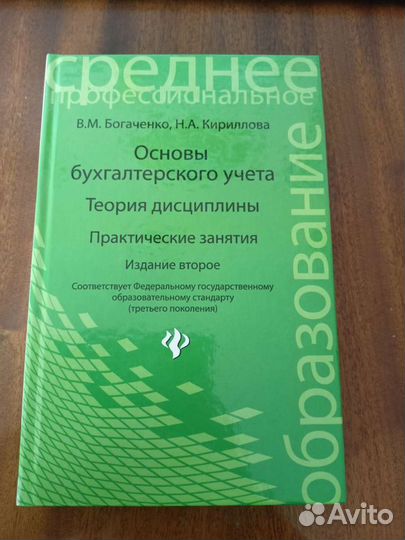 среднее
профессиональное
образование
В.М. Богаченко, Н.А. Кириллова
Основы
бухгалтерского учета
Теория дисциплины
Практические занятия
Издание второе
Соответствует Федеральному государственному
образовательному стандарту
(третьего поколения)
Avito